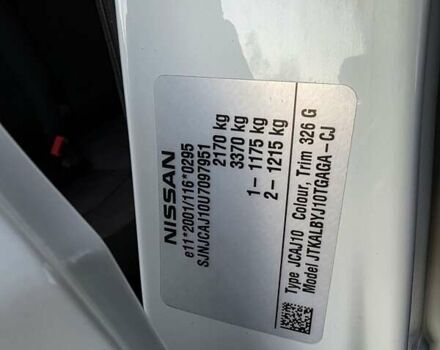 NISSAN
e11*2001/116*0295
SJNJCAJ10U7097951
2170 kg
3370 kg
1- 1175 kg
2- 1215 kg
Type JCAJ10 Colour, Trim 326 G
Model JTKALBYJ10TGAGA-CJ